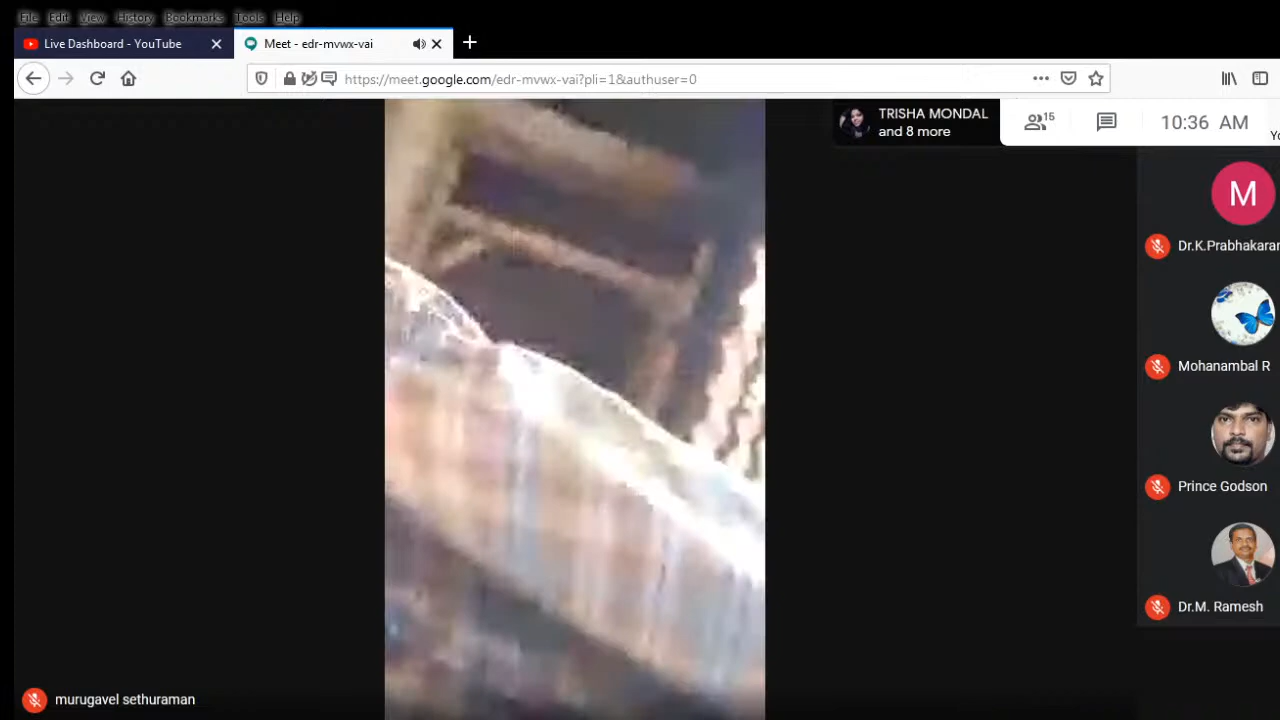 File Edit View History Bookmarks Tools Help
Live Dashboard - YouTube
Meet - edr-mvwx-vai
https://meet.google.com/edr-mvwx-vai?pli=1&authuser=0
TRISHA MONDAL
and 8 more
15
10:36 AM
M
Dr.K.Prabhakaran
Mohanambal R
Prince Godson
Dr.M. Ramesh
murugavel sethuraman